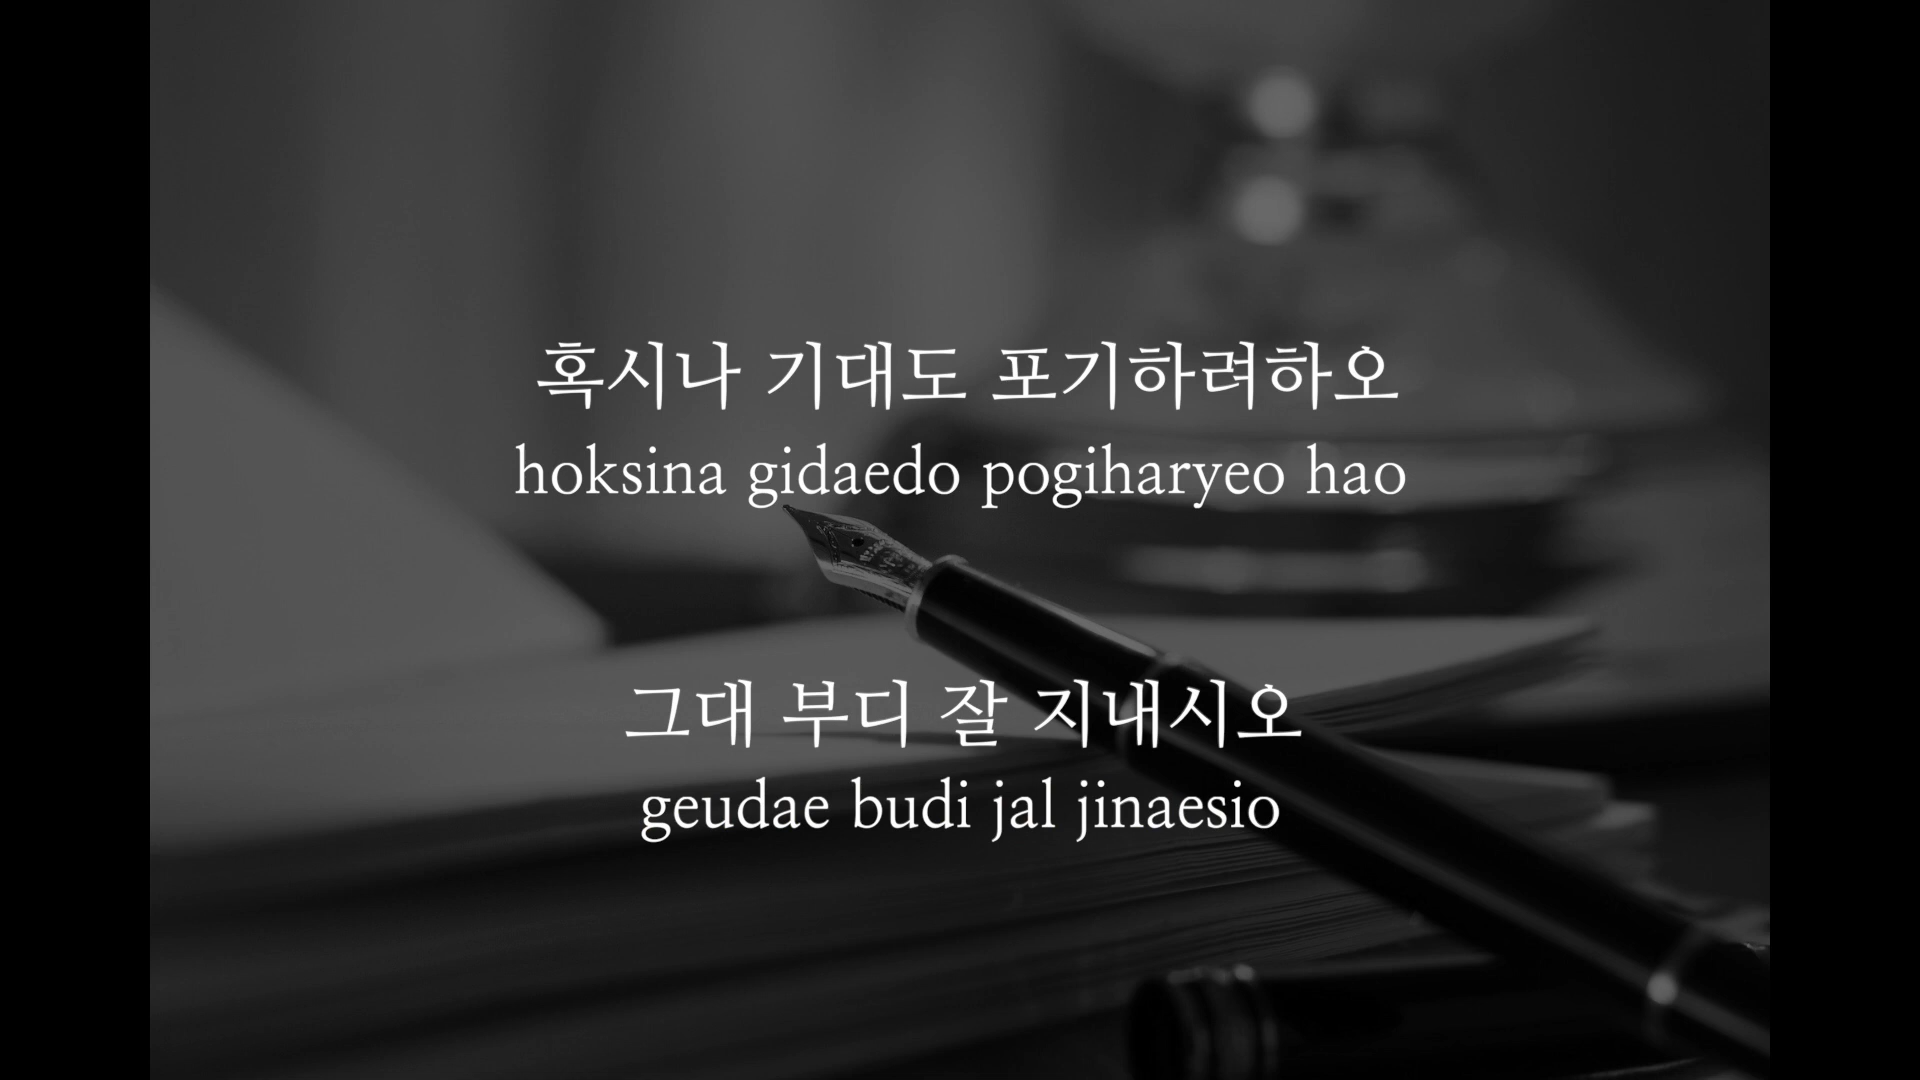 혹시나 기대도 포기하려하오
hoksina gidaedo pogiharyeo hao
그대 부디 잘 지내시오
geudae budi jal jinaesio